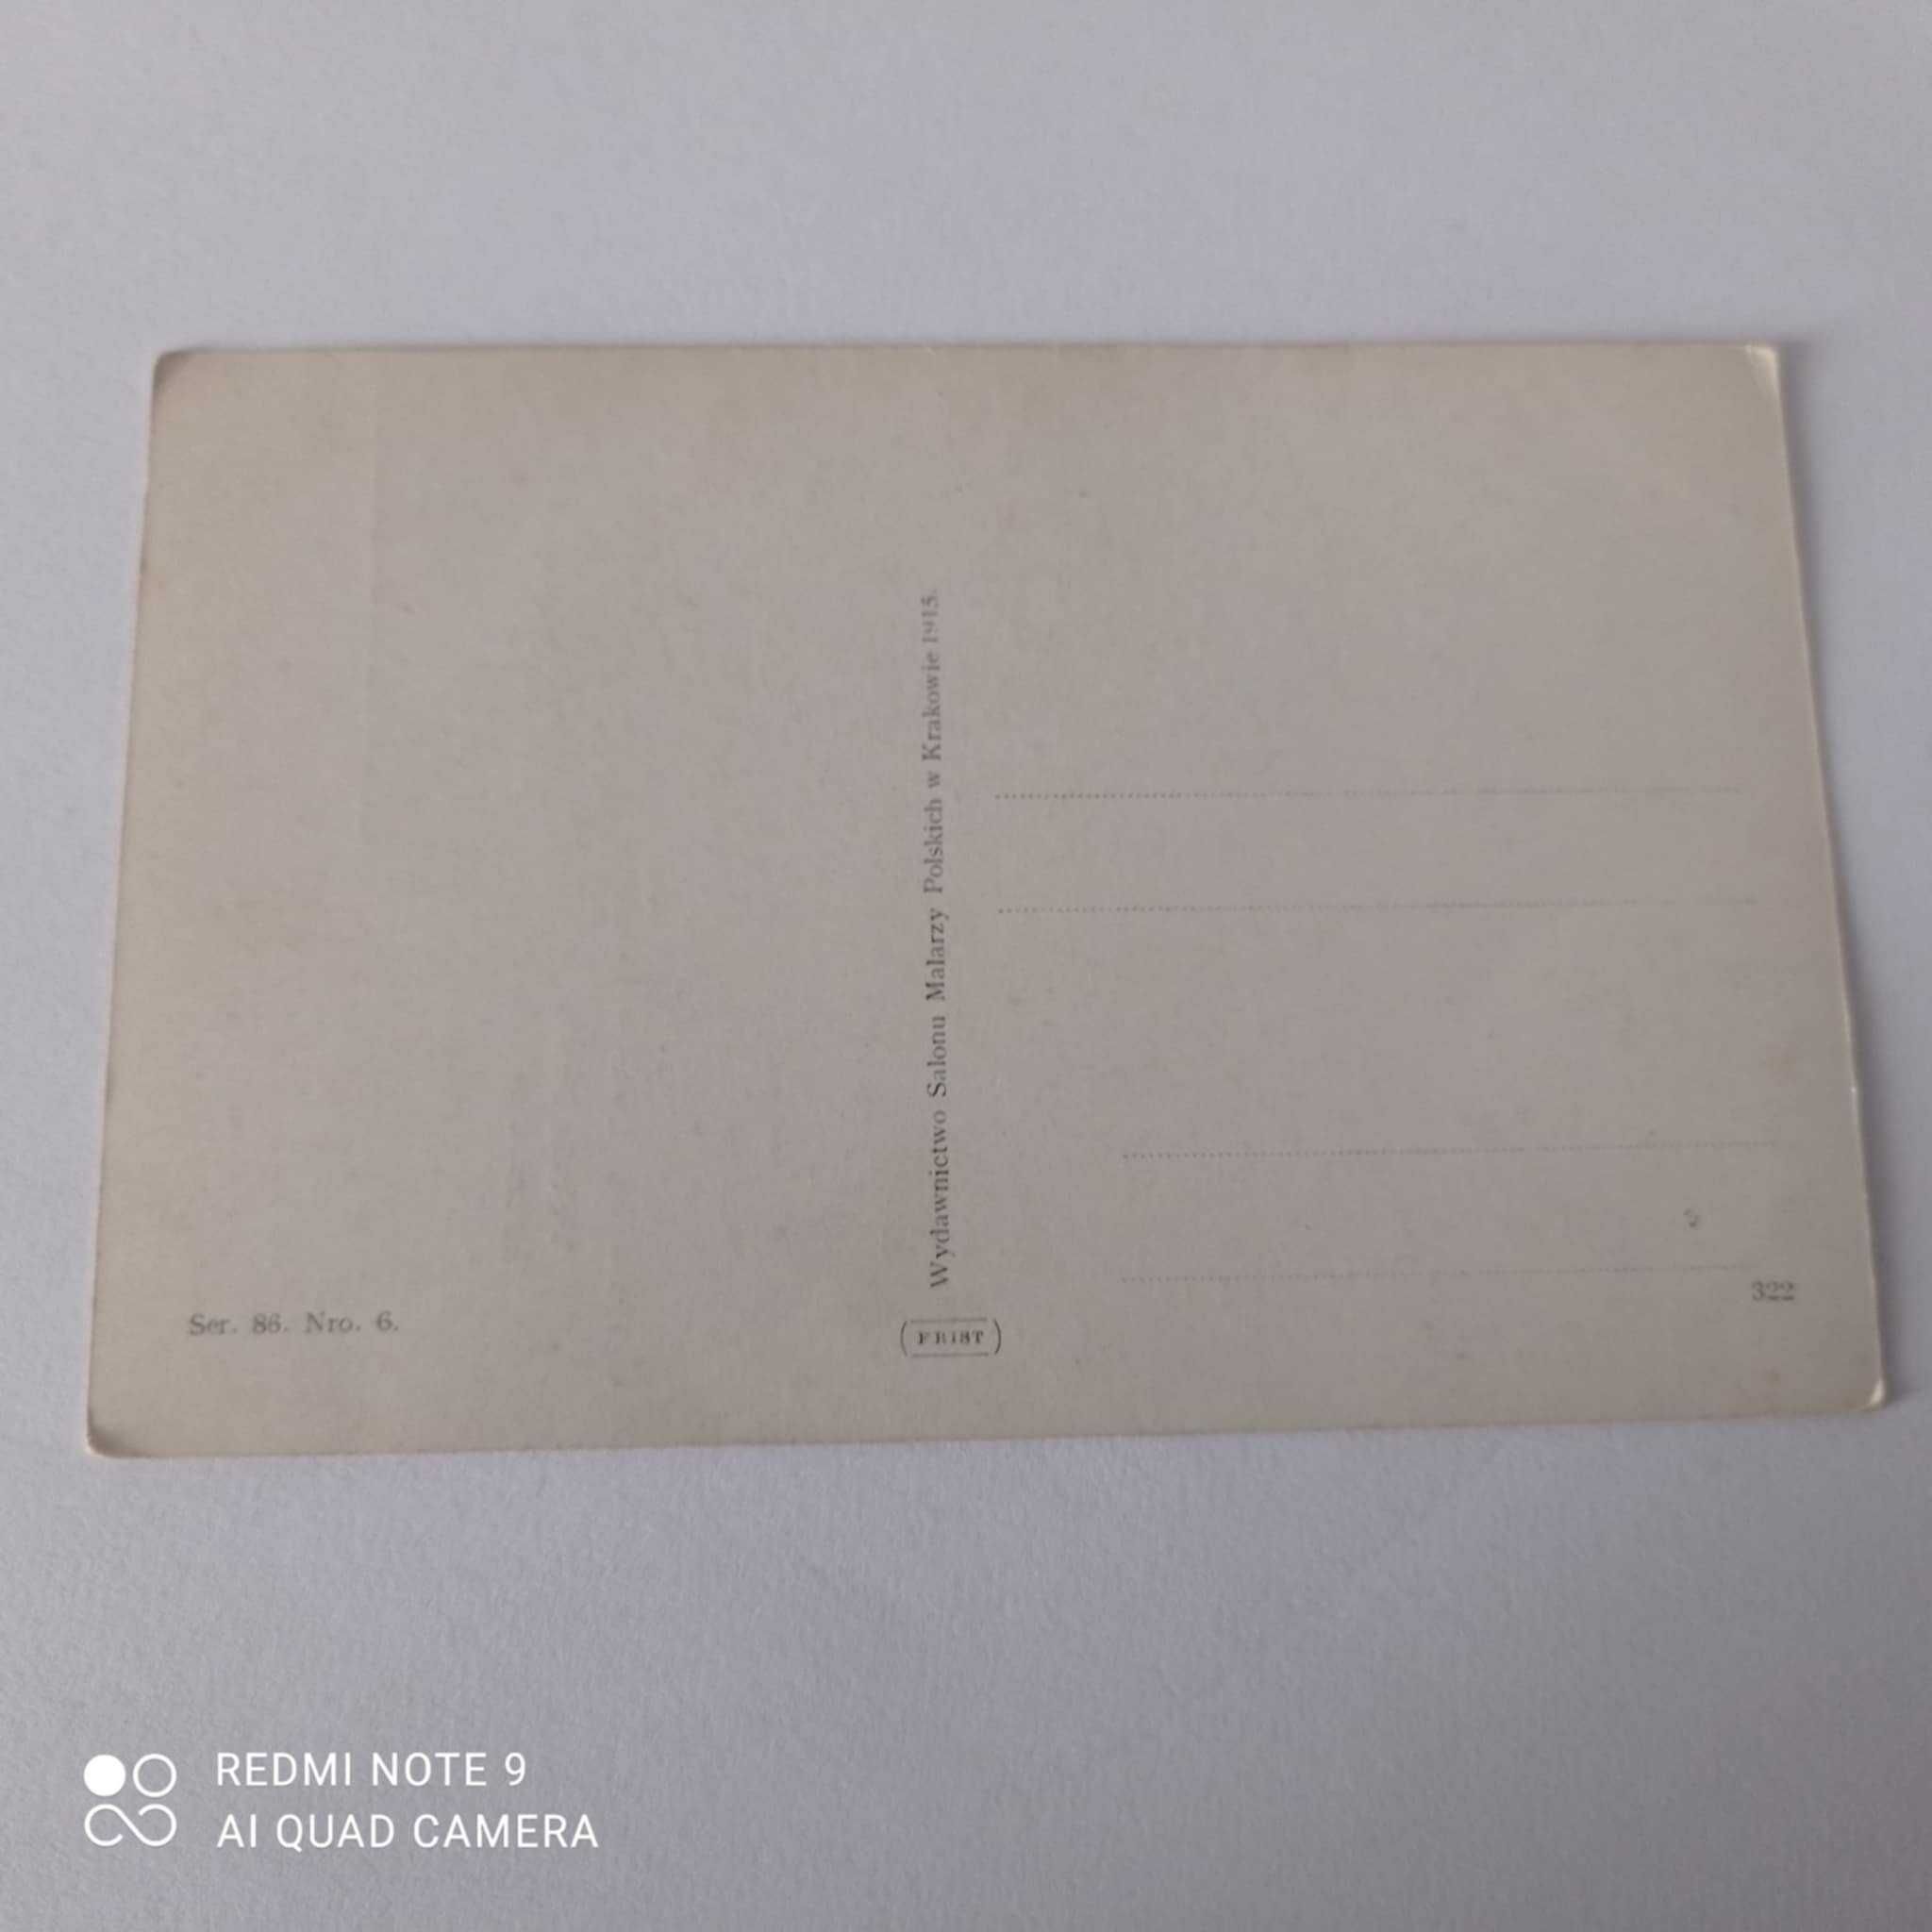 Wydawnictwo Salonu Malarzy Polskich w Krakowie 1915.
Ser. 86. Nro. 6.
FRIST
322
REDMI NOTE 9
AI QUAD CAMERA